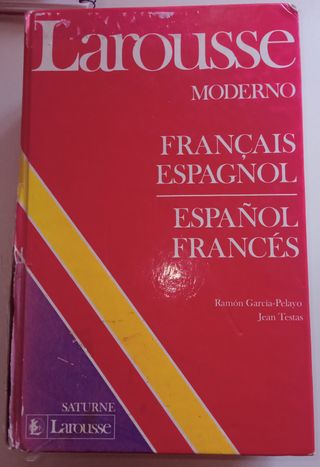 Larousse
MODERNO
FRANÇAIS
ESPAGNOL
ESPAÑOL
FRANCÉS
Ramón García-Pelayo
Jean Testas
SATURNE
Larousse